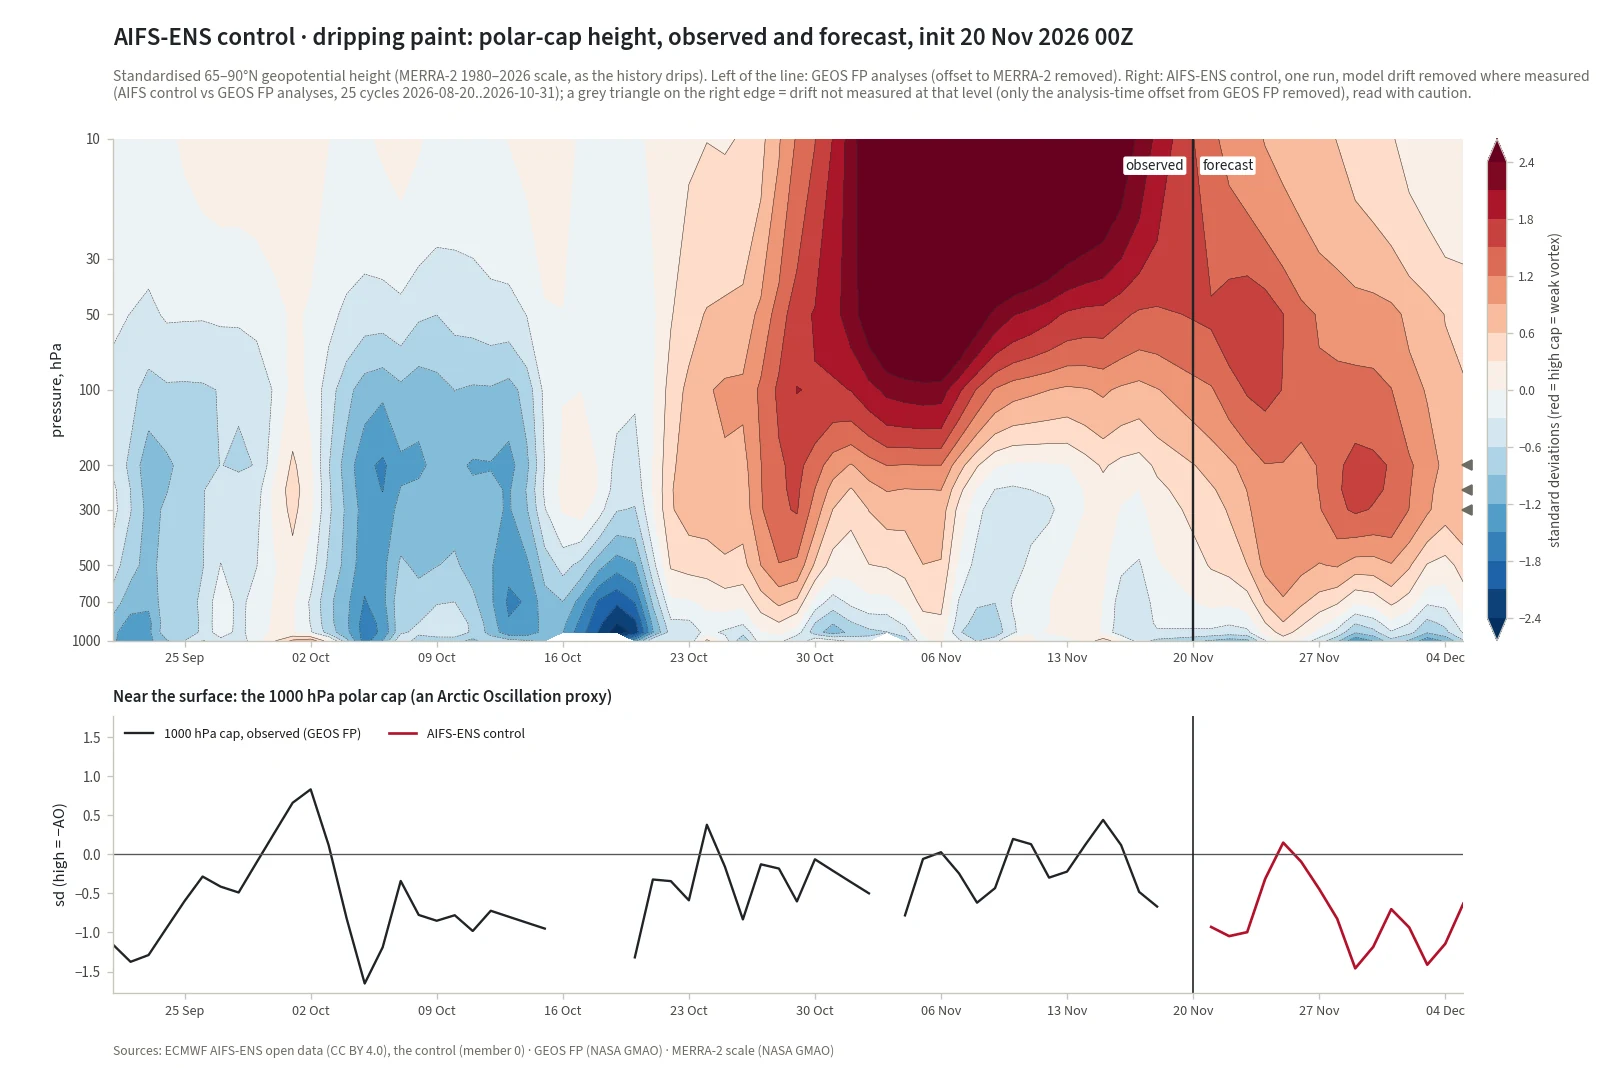 AIFS-ENS control · dripping paint: polar-cap height, observed and forecast, init 20 Nov 2026 00Z
Standardised 65–90°N geopotential height (MERRA-2 1980–2026 scale, as the history drips). Left of the line: GEOS FP analyses (offset to MERRA-2 removed). Right: AIFS-ENS control, one run, model drift removed where measured
(AIFS control vs GEOS FP analyses, 25 cycles 2026-08-20..2026-10-31); a grey triangle on the right edge = drift not measured at that level (only the analysis-time offset from GEOS FP removed), read with caution.
pressure, hPa
10
30
50
100
200
300
500
700
1000
observed
forecast
25 Sep
02 Oct
09 Oct
16 Oct
23 Oct
30 Oct
06 Nov
13 Nov
20 Nov
27 Nov
04 Dec
2.4
1.8
1.2
0.6
0.0
−0.6
−1.2
−1.8
−2.4
standard deviations (red = high cap = weak vortex)
Near the surface: the 1000 hPa polar cap (an Arctic Oscillation proxy)
1000 hPa cap, observed (GEOS FP)
AIFS-ENS control
sd (high = −AO)
1.5
1.0
0.5
0.0
−0.5
−1.0
−1.5
25 Sep
02 Oct
09 Oct
16 Oct
23 Oct
30 Oct
06 Nov
13 Nov
20 Nov
27 Nov
04 Dec
Sources: ECMWF AIFS-ENS open data (CC BY 4.0), the control (member 0) · GEOS FP (NASA GMAO) · MERRA-2 scale (NASA GMAO)